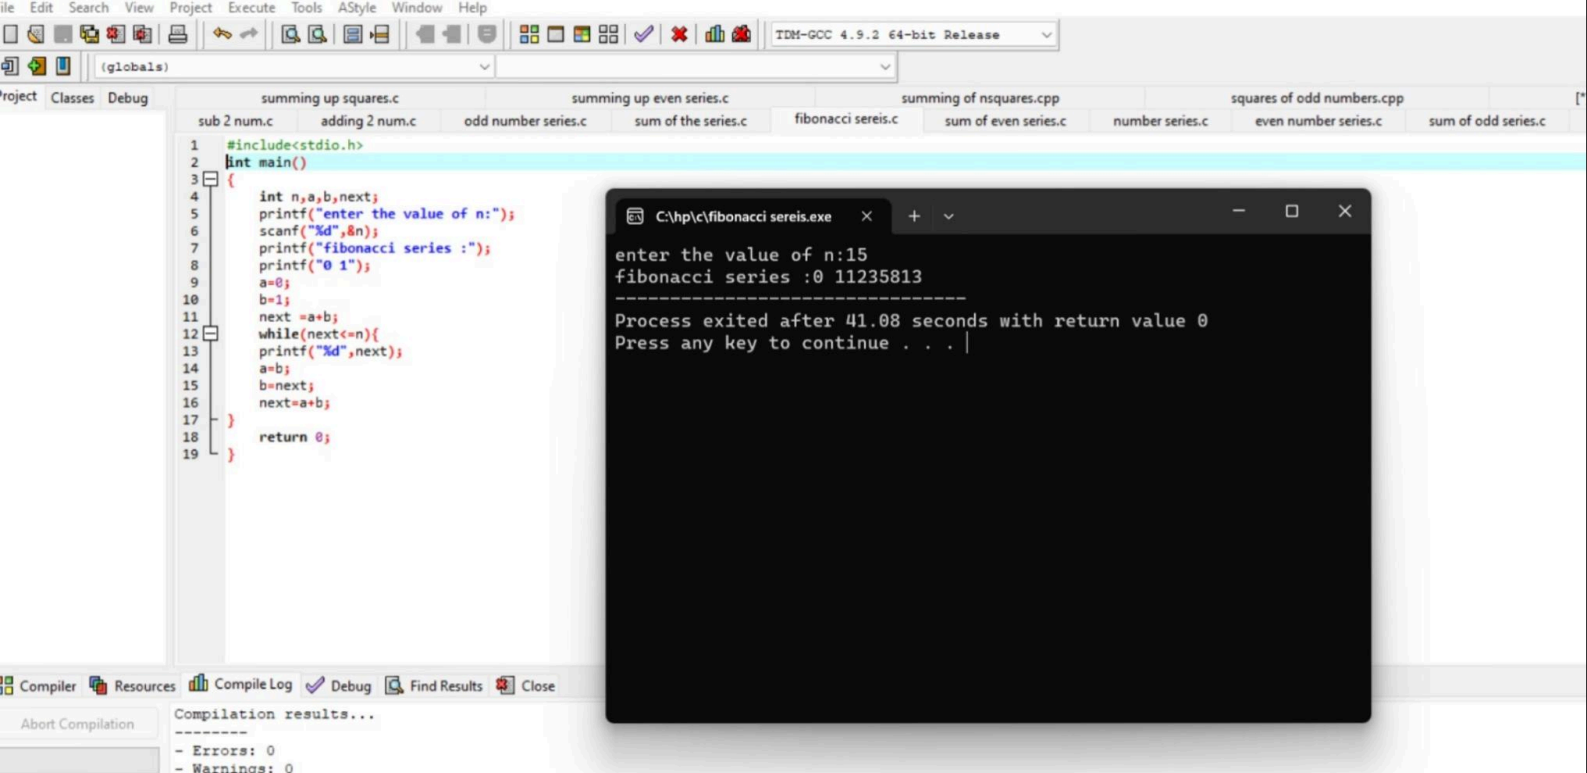 ile Edit Search View Project Execute Tools AStyle Window Help
TDM-GCC 4.9.2 64-bit Release
(globals)
Project Classes Debug
summing up squares.c summing up even series.c summing of nsquares.cpp squares of odd numbers.cpp [*
sub 2 num.c adding 2 num.c odd number series.c sum of the series.c fibonacci sereis.c sum of even series.c number series.c even number series.c sum of odd series.c
1 #include<stdio.h>
2 int main()
3 {
4 int n,a,b,next;
5 printf("enter the value of n:");
6 scanf("%d",&n);
7 printf("fibonacci series :");
8 printf("0 1");
9 a=0;
10 b=1;
11 next =a+b;
12 while(next<=n){
13 printf("%d",next);
14 a=b;
15 b=next;
16 next=a+b;
17 }
18 return 0;
19 }
C:\hp\c\fibonacci sereis.exe
enter the value of n:15
fibonacci series :0 11235813
--------------------------------
Process exited after 41.08 seconds with return value 0
Press any key to continue . . .
Compiler Resources Compile Log Debug Find Results Close
Abort Compilation
Compilation results...
--------
- Errors: 0
- Warnings: 0